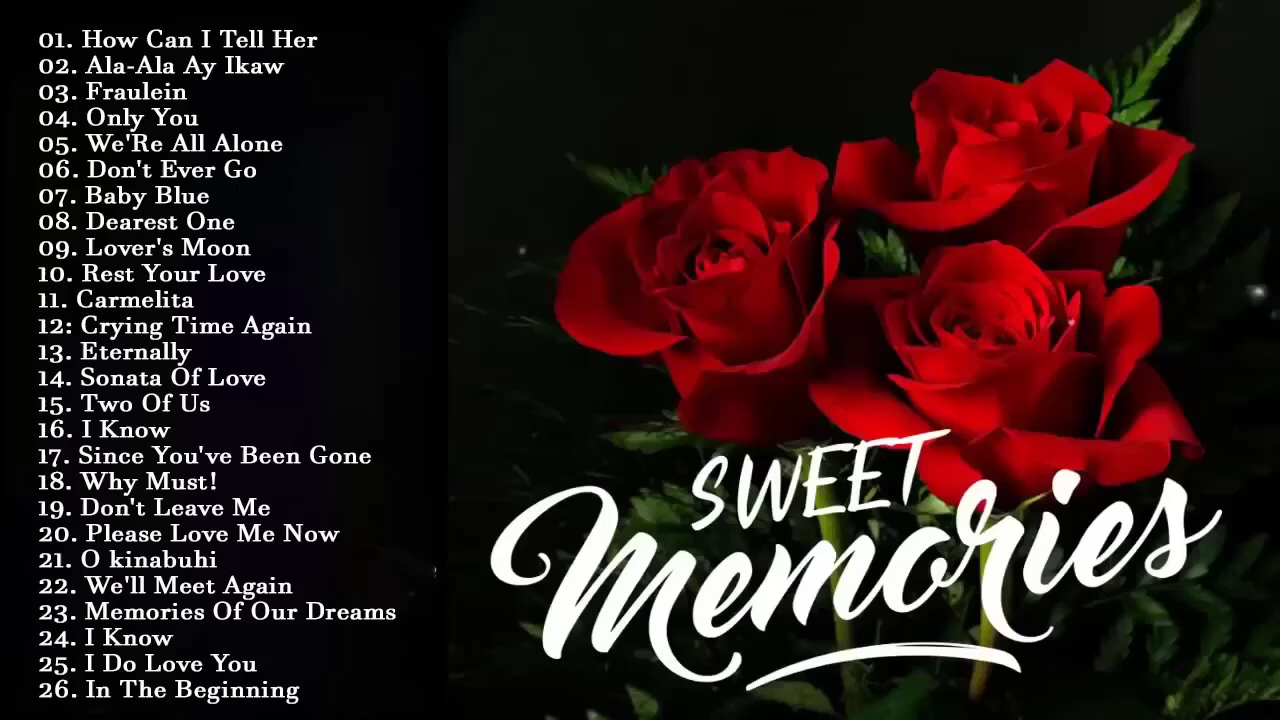 01. How Can I Tell Her
02. Ala-Ala Ay Ikaw
03. Fraulein
04. Only You
05. We'Re All Alone
06. Don't Ever Go
07. Baby Blue
08. Dearest One
09. Lover's Moon
10. Rest Your Love
11. Carmelita
12: Crying Time Again
13. Eternally
14. Sonata Of Love
15. Two Of Us
16. I Know
17. Since You've Been Gone
18. Why Must!
19. Don't Leave Me
20. Please Love Me Now
21. O kinabuhi
22. We'll Meet Again
23. Memories Of Our Dreams
24. I Know
25. I Do Love You
26. In The Beginning
SWEET
Memories